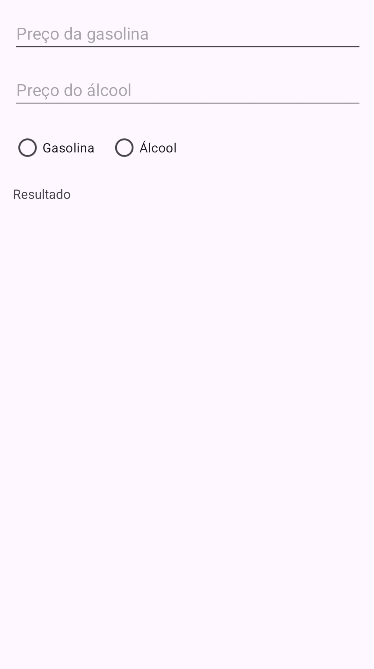 Preço da gasolina
Preço do álcool
Gasolina Álcool
Resultado